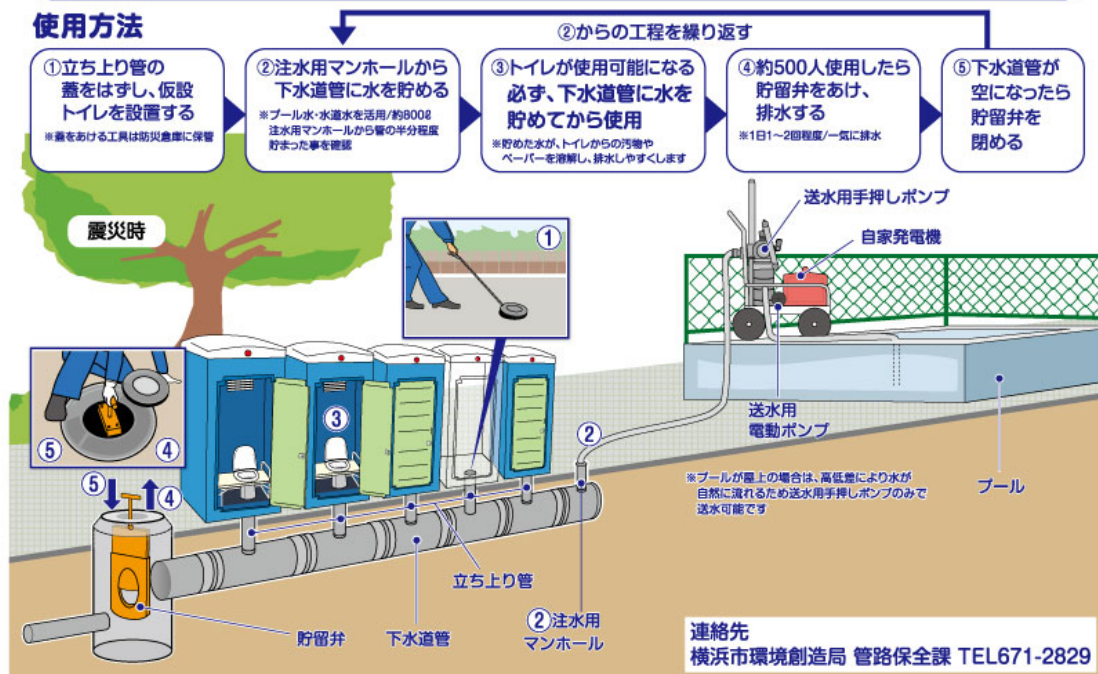 使用方法
②からの工程を繰り返す
①立ち上り管の
蓋をはずし、仮設
トイレを設置する
※蓋をあける工具は防災倉庫に保管
②注水用マンホールから
下水道管に水を貯める
※プール水・水道水を活用/約800ℓ
注水用マンホールから管の半分程度
貯まった事を確認
③トイレが使用可能になる
必ず、下水道管に水を
貯めてから使用
※貯めた水が、トイレからの汚物や
ペーパーを溶解し、排水しやすくします
④約500人使用したら
貯留弁をあけ、
排水する
※1日1〜2回程度/一気に排水
⑤下水道管が
空になったら
貯留弁を
閉める
震災時
①
送水用手押しポンプ
自家発電機
⑤
④
③
②
送水用
電動ポンプ
⑤
④
※プールが屋上の場合は、高低差により水が
自然に流れるため送水用手押しポンプのみで
送水可能です
プール
立ち上り管
貯留弁
下水道管
②注水用
マンホール
連絡先
横浜市環境創造局 管路保全課 TEL671-2829